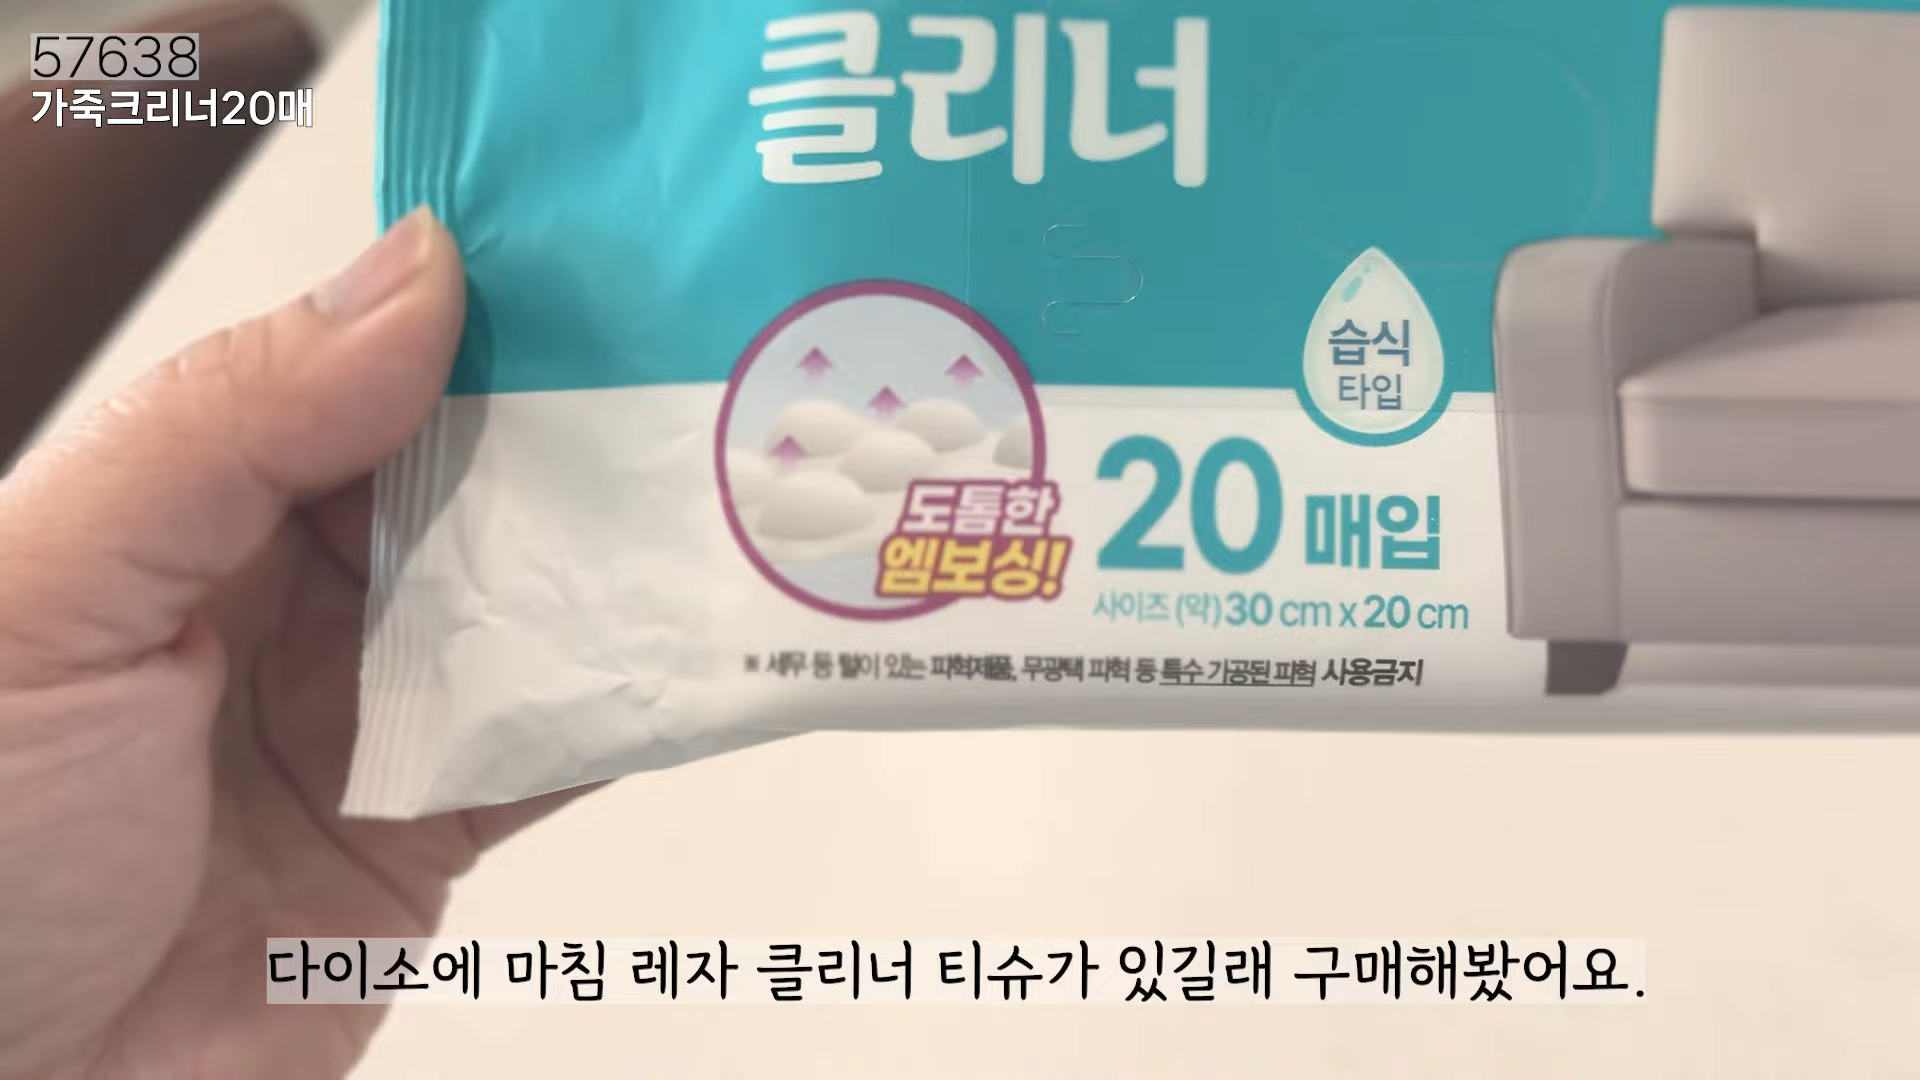 57638
가죽크리너20매
클리너
습식
타입
도톰한
엠보싱!
20 매입
사이즈 (약) 30 cm x 20 cm
※ 세무 등 털이 있는 피혁제품, 무광택 피혁 등 특수 가공된 피혁 사용금지
다이소에 마침 레자 클리너 티슈가 있길래 구매해봤어요.